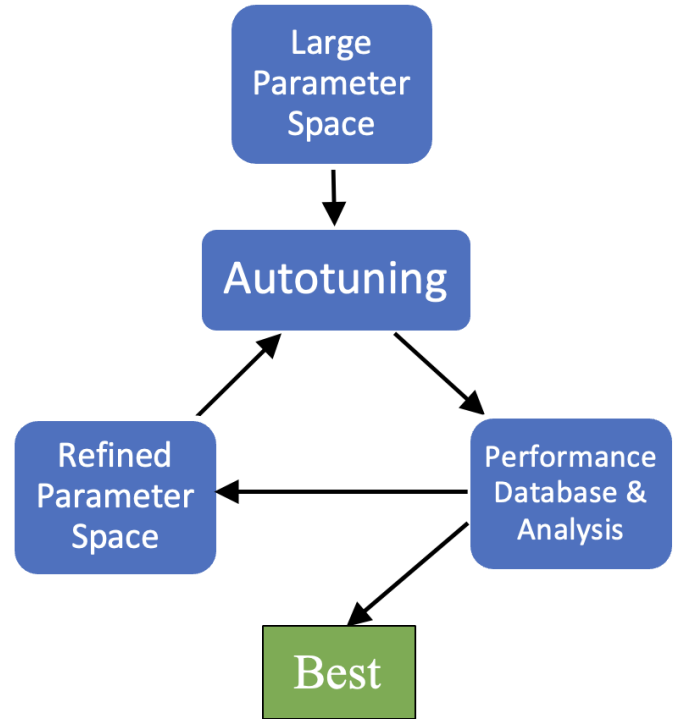 Large
Parameter
Space
Autotuning
Refined
Parameter
Space
Performance
Database &
Analysis
Best